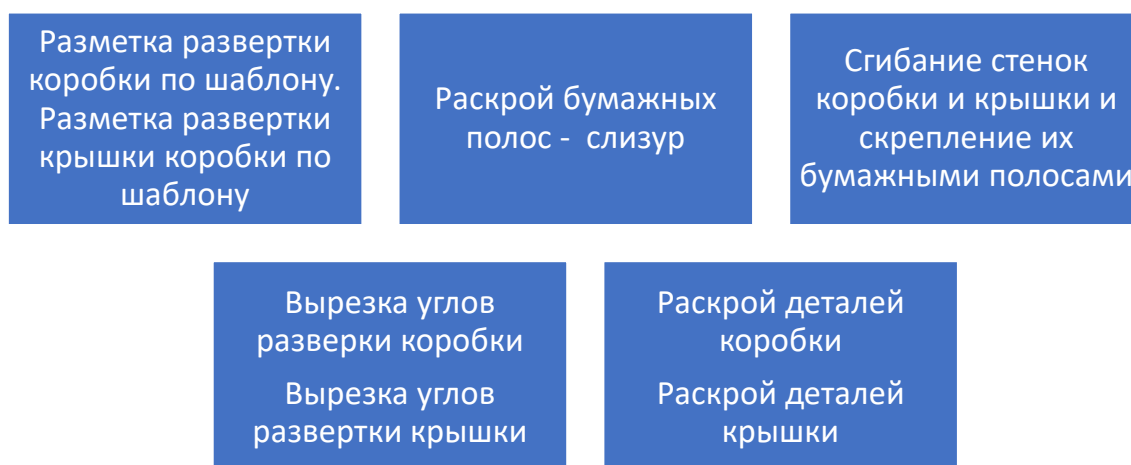 Разметка развертки
коробки по шаблону.
Разметка развертки
крышки коробки по
шаблону
Раскрой бумажных
полос - слизур
Сгибание стенок
коробки и крышки и
скрепление их
бумажными полосами
Вырезка углов
разверки коробки
Вырезка углов
развертки крышки
Раскрой деталей
коробки
Раскрой деталей
крышки